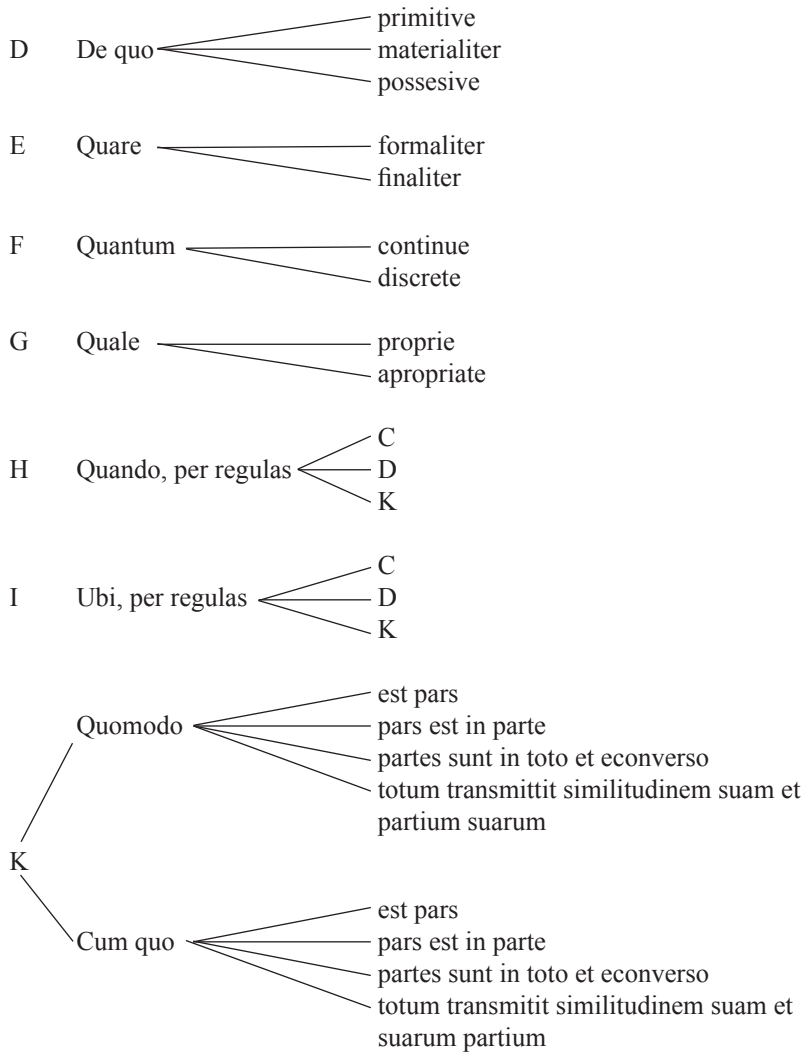 primitive
D De quo materialiter
possesive
E Quare formaliter
finaliter
F Quantum continue
discrete
G Quale proprie
apropriate
C
H Quando, per regulas D
K
C
I Ubi, per regulas D
K
est pars
Quomodo pars est in parte
partes sunt in toto et econverso
totum transmittit similitudinem suam et
partium suarum
K
est pars
Cum quo pars est in parte
partes sunt in toto et econverso
totum transmitit similitudinem suam et
suarum partium